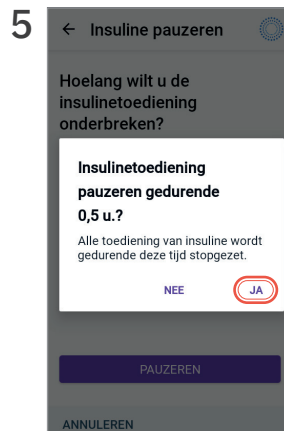 5
Insuline pauzeren
Hoelang wilt u de
insulinetoediening
onderbreken?
Insulinetoediening
pauzeren gedurende
0,5 u.?
Alle toediening van insuline wordt
gedurende deze tijd stopgezet.
NEE JA
PAUZEREN
ANNULEREN